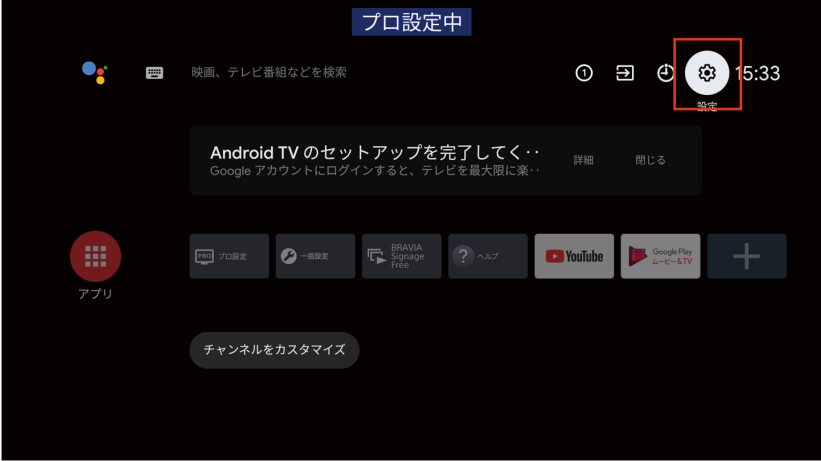 プロ設定中
映画、テレビ番組などを検索
1
15:33
設定
Android TV のセットアップを完了してく‥
Google アカウントにログインすると、テレビを最大限に楽‥
詳細
閉じる
PRO プロ設定
一括設定
BRAVIA
Signage
Free
? ヘルプ
YouTube
Google Play
ムービー&TV
アプリ
チャンネルをカスタマイズ